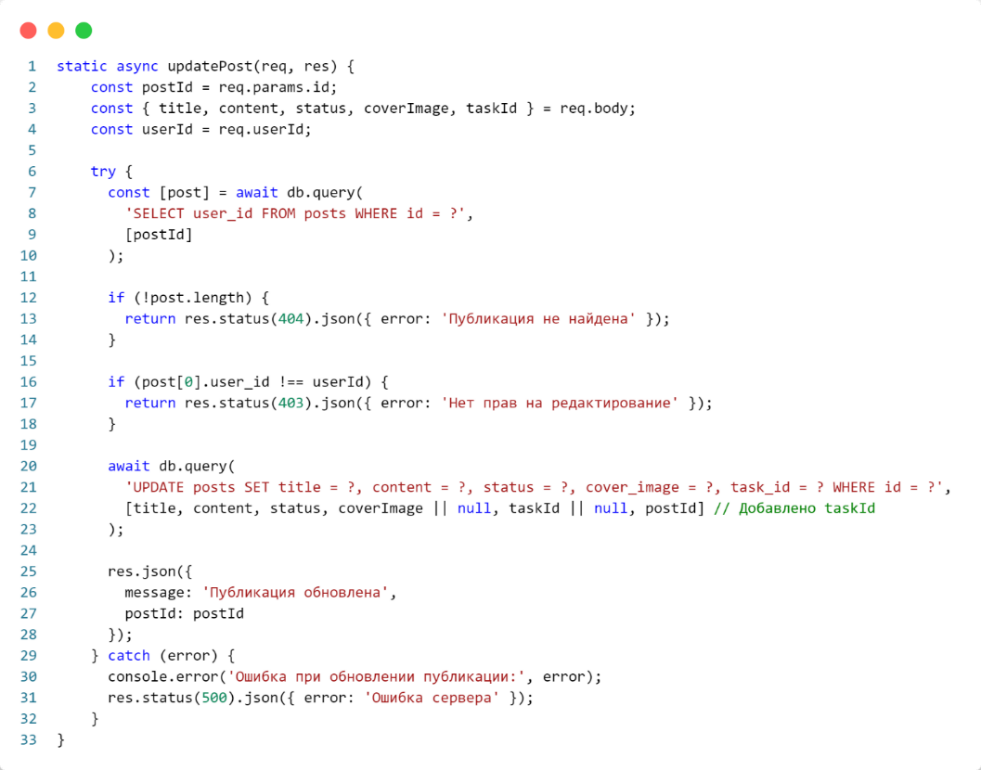 1 static async updatePost(req, res) {
2     const postId = req.params.id;
3     const { title, content, status, coverImage, taskId } = req.body;
4     const userId = req.userId;
5
6     try {
7       const [post] = await db.query(
8         'SELECT user_id FROM posts WHERE id = ?',
9         [postId]
10       );
11
12       if (!post.length) {
13         return res.status(404).json({ error: 'Публикация не найдена' });
14       }
15
16       if (post[0].user_id !== userId) {
17         return res.status(403).json({ error: 'Нет прав на редактирование' });
18       }
19
20       await db.query(
21         'UPDATE posts SET title = ?, content = ?, status = ?, cover_image = ?, task_id = ? WHERE id = ?',
22         [title, content, status, coverImage || null, taskId || null, postId] // Добавлено taskId
23       );
24
25       res.json({
26         message: 'Публикация обновлена',
27         postId: postId
28       });
29     } catch (error) {
30       console.error('Ошибка при обновлении публикации:', error);
31       res.status(500).json({ error: 'Ошибка сервера' });
32     }
33 }